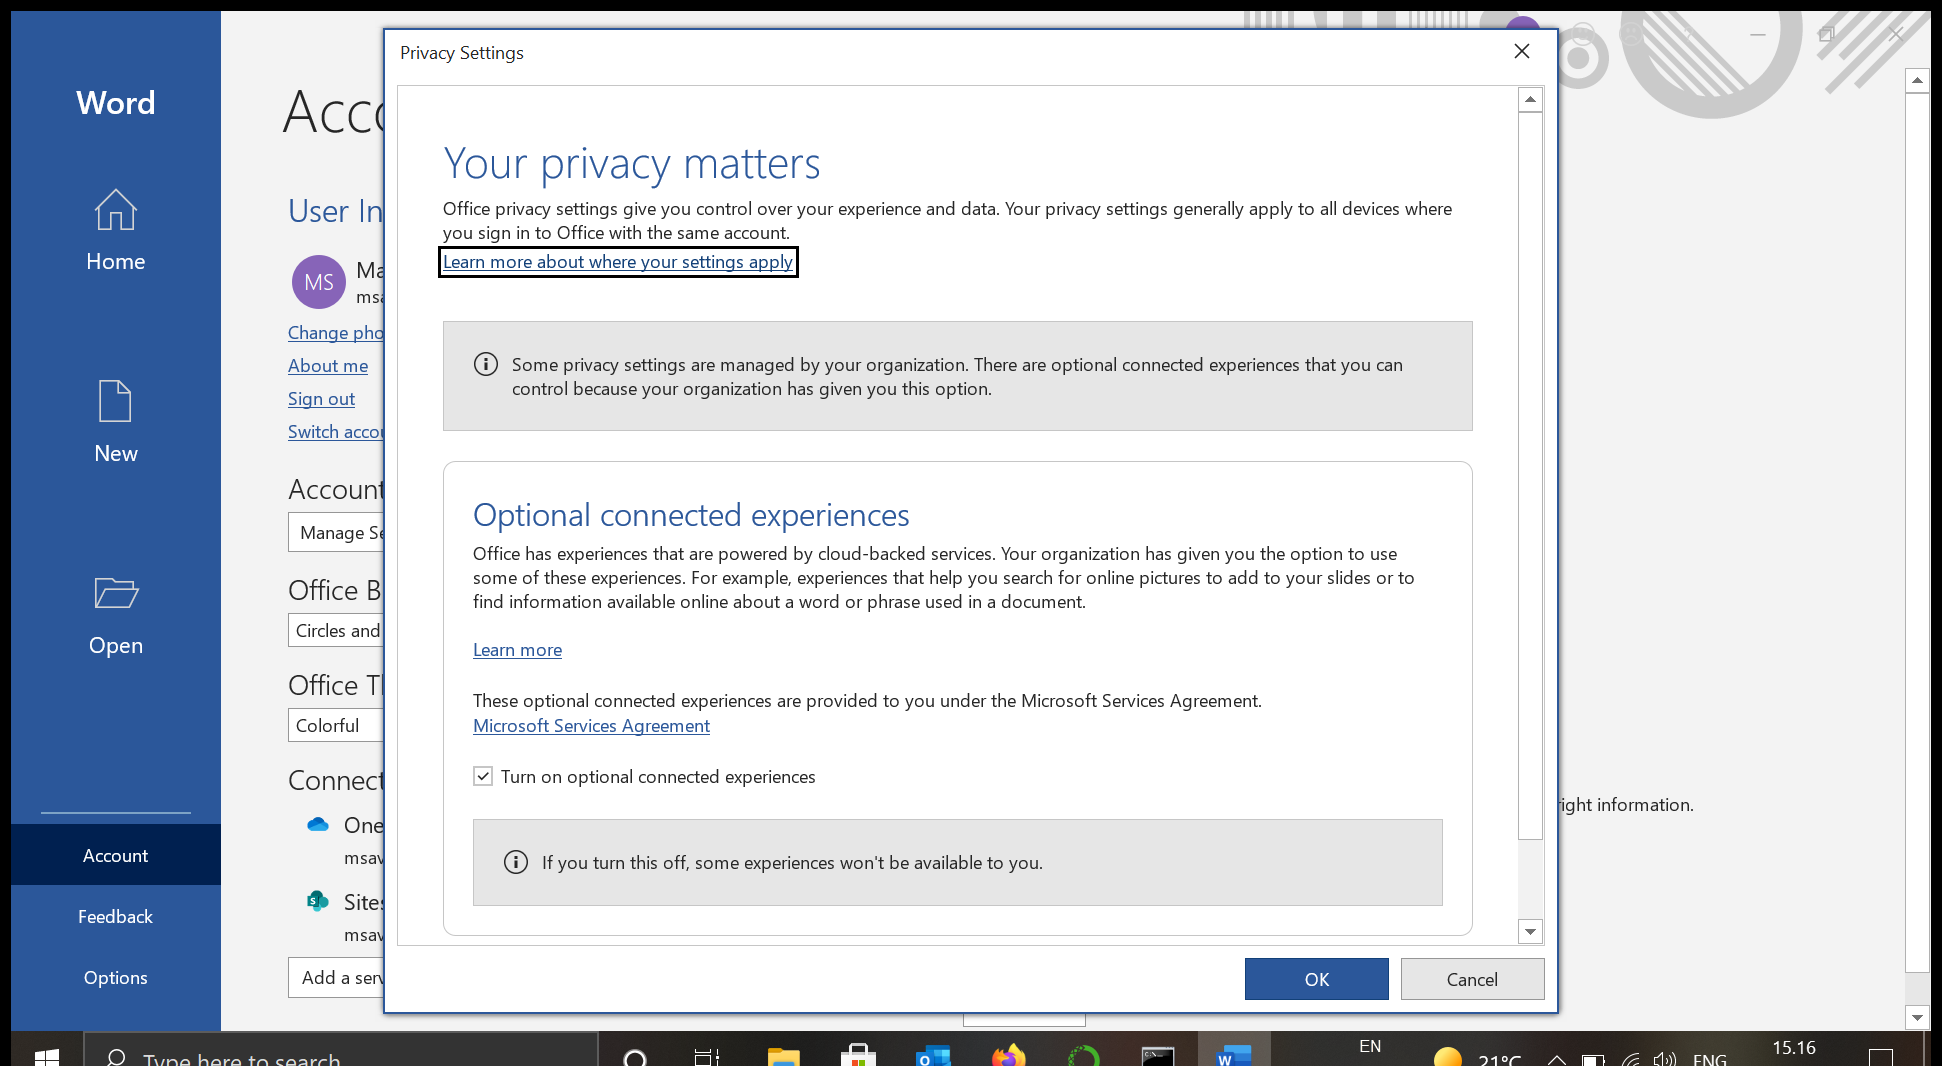 Word
Home
New
Open
Account
Feedback
Options
User In
MS
Ma
msa
Change pho
About me
Sign out
Switch accou
Account
Manage Se
Office B
Circles and
Office T
Colorful
Connect
One
msav
Sites
msav
Add a serv
Privacy Settings
Your privacy matters
Office privacy settings give you control over your experience and data. Your privacy settings generally apply to all devices where
you sign in to Office with the same account.
Learn more about where your settings apply
Some privacy settings are managed by your organization. There are optional connected experiences that you can
control because your organization has given you this option.
Optional connected experiences
Office has experiences that are powered by cloud-backed services. Your organization has given you the option to use
some of these experiences. For example, experiences that help you search for online pictures to add to your slides or to
find information available online about a word or phrase used in a document.
Learn more
These optional connected experiences are provided to you under the Microsoft Services Agreement.
Microsoft Services Agreement
Turn on optional connected experiences
If you turn this off, some experiences won't be available to you.
OK
Cancel
right information.
Type here to search
EN
21°C
ENG
15.16